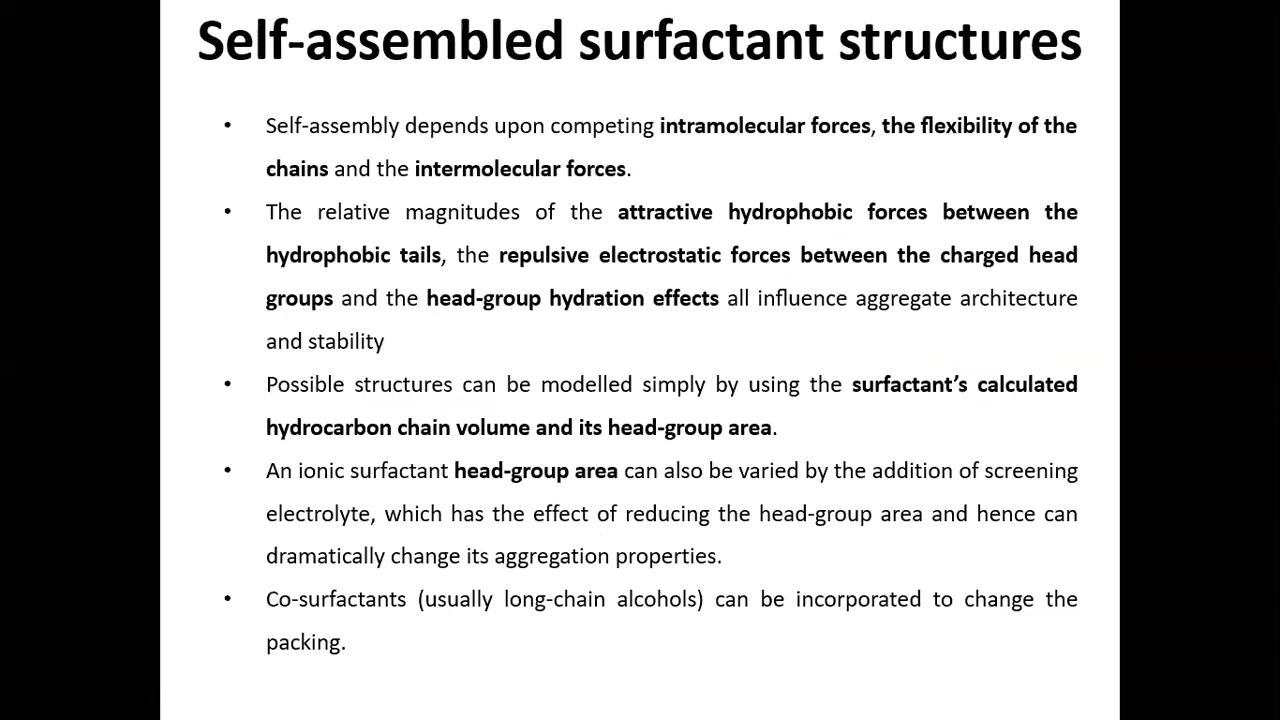 Self-assembled surfactant structures
• Self-assembly depends upon competing intramolecular forces, the flexibility of the
chains and the intermolecular forces.
• The relative magnitudes of the attractive hydrophobic forces between the
hydrophobic tails, the repulsive electrostatic forces between the charged head
groups and the head-group hydration effects all influence aggregate architecture
and stability
• Possible structures can be modelled simply by using the surfactant’s calculated
hydrocarbon chain volume and its head-group area.
• An ionic surfactant head-group area can also be varied by the addition of screening
electrolyte, which has the effect of reducing the head-group area and hence can
dramatically change its aggregation properties.
• Co-surfactants (usually long-chain alcohols) can be incorporated to change the
packing.